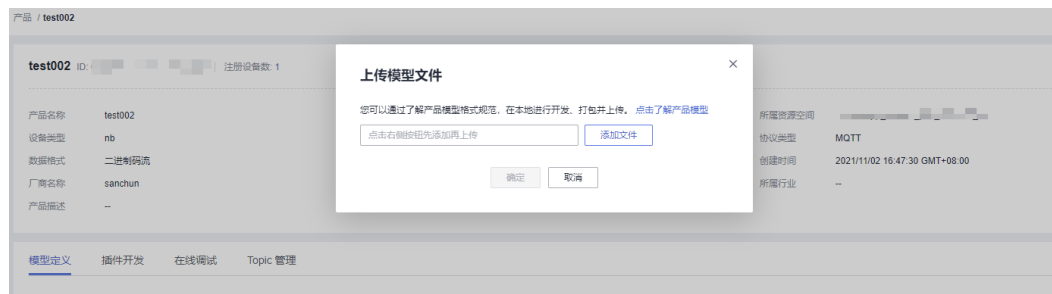 产品 / test002
test002 ID: 注册设备数: 1
上传模型文件
您可以通过了解产品模型格式规范，在本地进行开发、打包并上传。 点击了解产品模型
点击右侧按钮先添加再上传 添加文件
确定 取消
产品名称 test002 所属资源空间
设备类型 nb 协议类型 MQTT
数据格式 二进制码流 创建时间 2021/11/02 16:47:30 GMT+08:00
厂商名称 sanchun 所属行业 --
产品描述 --
模型定义 插件开发 在线调试 Topic 管理